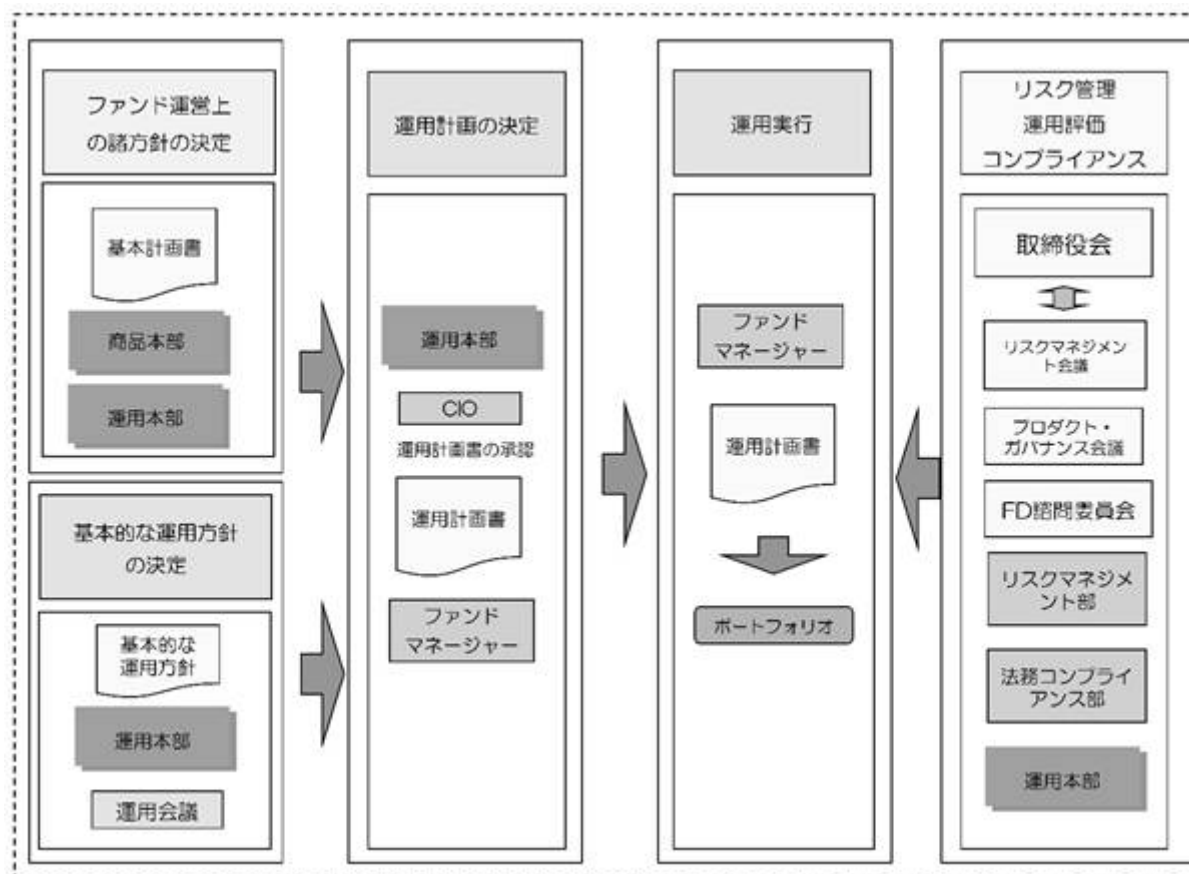 ファンド運営上
の諸方針の決定
基本計画書
商品本部
運用本部
基本的な運用方針
の決定
基本的な
運用方針
運用本部
運用会議
運用計画の決定
運用本部
CIO
運用計画書の承認
運用計画書
ファンド
マネージャー
運用実行
ファンド
マネージャー
運用計画書
ポートフォリオ
リスク管理
運用評価
コンプライアンス
取締役会
リスクマネジメン
ト会議
プロダクト・
ガバナンス会議
FD諮問委員会
リスクマネジメ
ント部
法務コンプライ
アンス部
運用本部